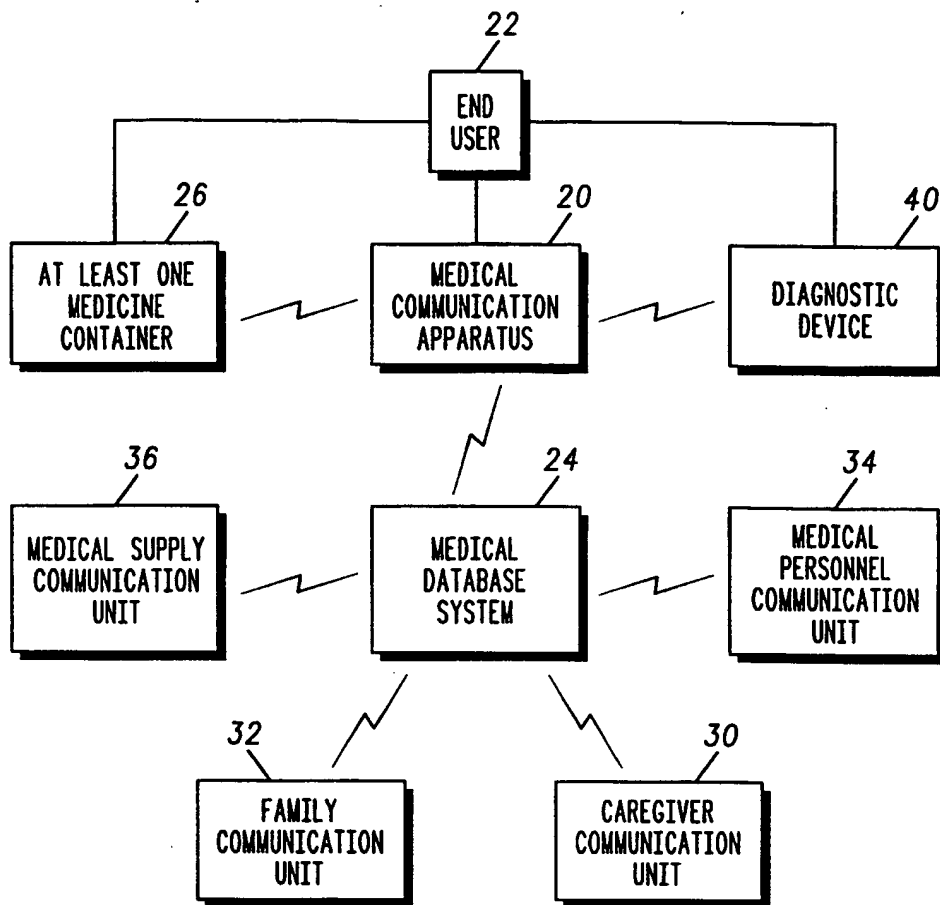 22
END
USER
26
AT LEAST ONE
MEDICINE
CONTAINER
20
MEDICAL
COMMUNICATION
APPARATUS
40
DIAGNOSTIC
DEVICE
36
MEDICAL SUPPLY
COMMUNICATION
UNIT
24
MEDICAL
DATABASE
SYSTEM
34
MEDICAL
PERSONNEL
COMMUNICATION
UNIT
32
FAMILY
COMMUNICATION
UNIT
30
CAREGIVER
COMMUNICATION
UNIT